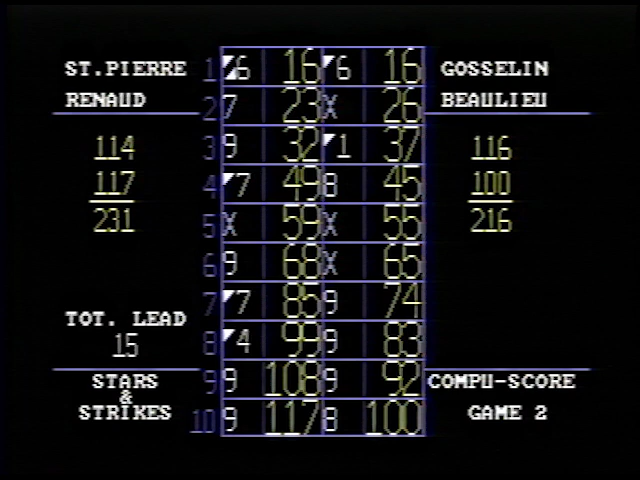 ST.PIERRE 1 ◤6 16 ◤6 16 GOSSELIN
RENAUD 2 7 23 X 26 BEAULIEU
114 3 9 32 ◤1 37 116
117 4 ◤7 49 8 45 100
231 5 X 59 X 55 216
6 9 68 X 65
7 ◤7 85 9 74
TOT. LEAD
15 8 ◤4 99 9 83
STARS 9 9 108 9 92 COMPU-SCORE
&
STRIKES 10 9 117 8 100 GAME 2